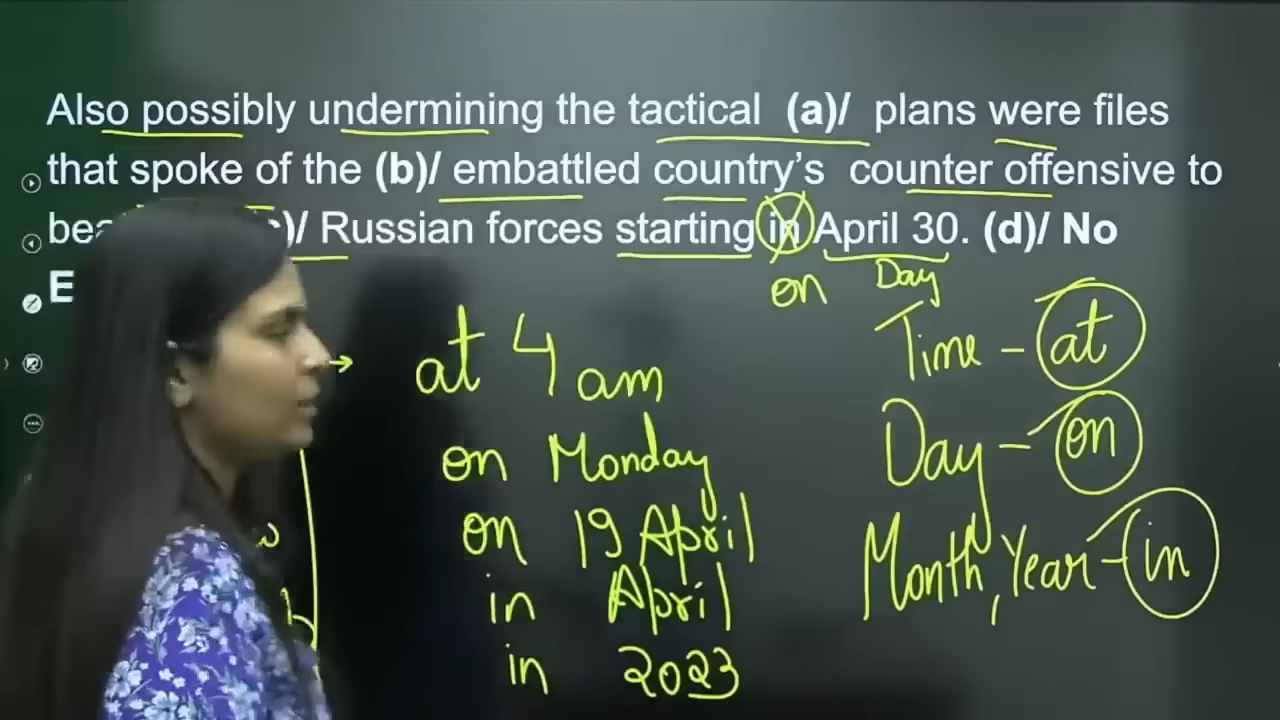 Also possibly undermining the tactical (a)/ plans were files
that spoke of the (b)/ embattled country's counter offensive to
)/ Russian forces starting in April 30. (d)/ No
E
on Day
at 4 am
Time - at
on Monday
Day - on
on 19 April
in April
Month, Year - in
in 2023